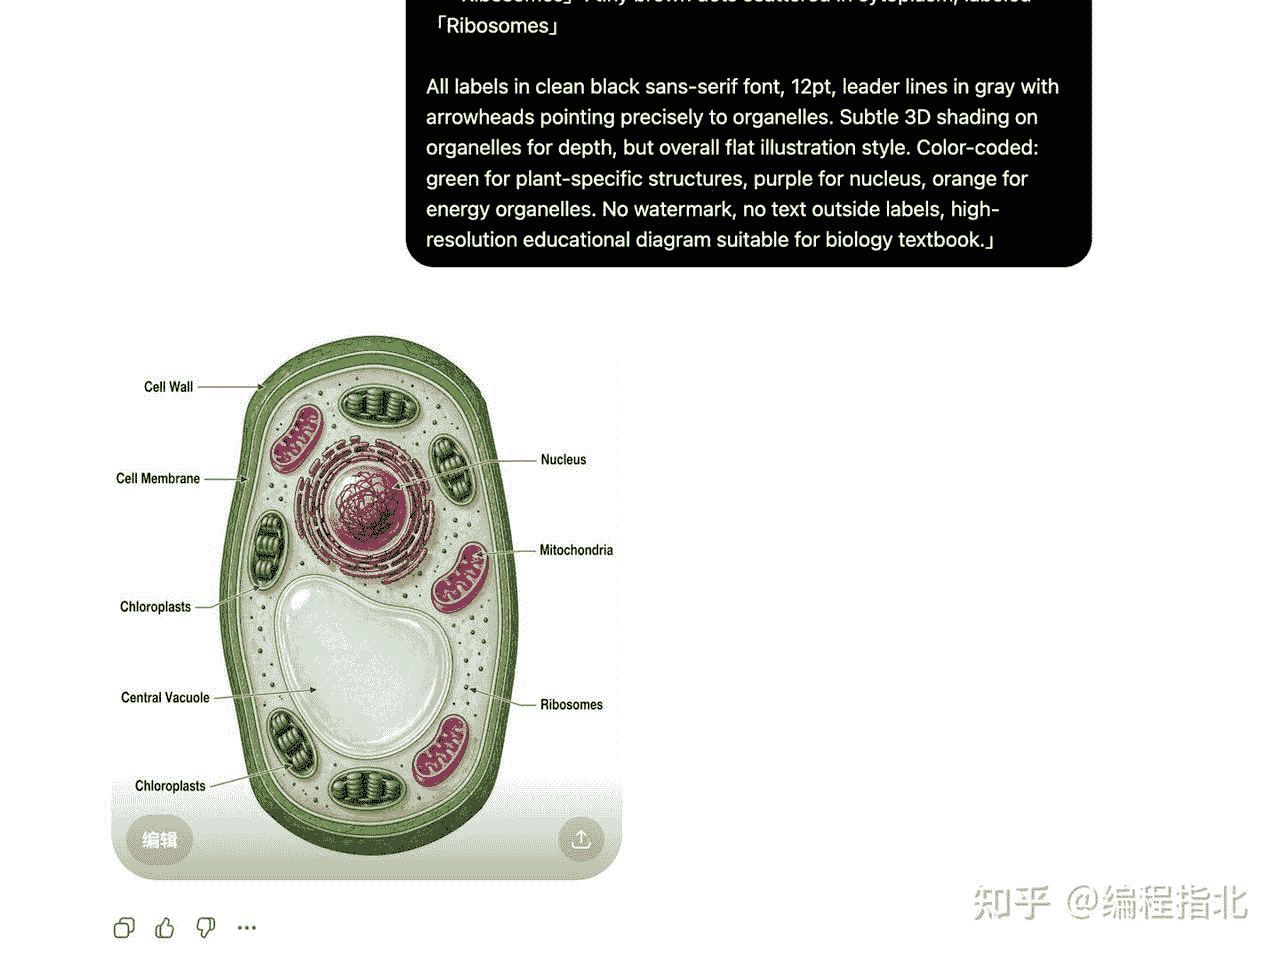 「Ribosomes」
All labels in clean black sans-serif font, 12pt, leader lines in gray with
arrowheads pointing precisely to organelles. Subtle 3D shading on
organelles for depth, but overall flat illustration style. Color-coded:
green for plant-specific structures, purple for nucleus, orange for
energy organelles. No watermark, no text outside labels, high-
resolution educational diagram suitable for biology textbook.」
Cell Wall
Nucleus
Cell Membrane
Mitochondria
Chloroplasts
Central Vacuole
Ribosomes
Chloroplasts
编辑
知乎 @编程指北